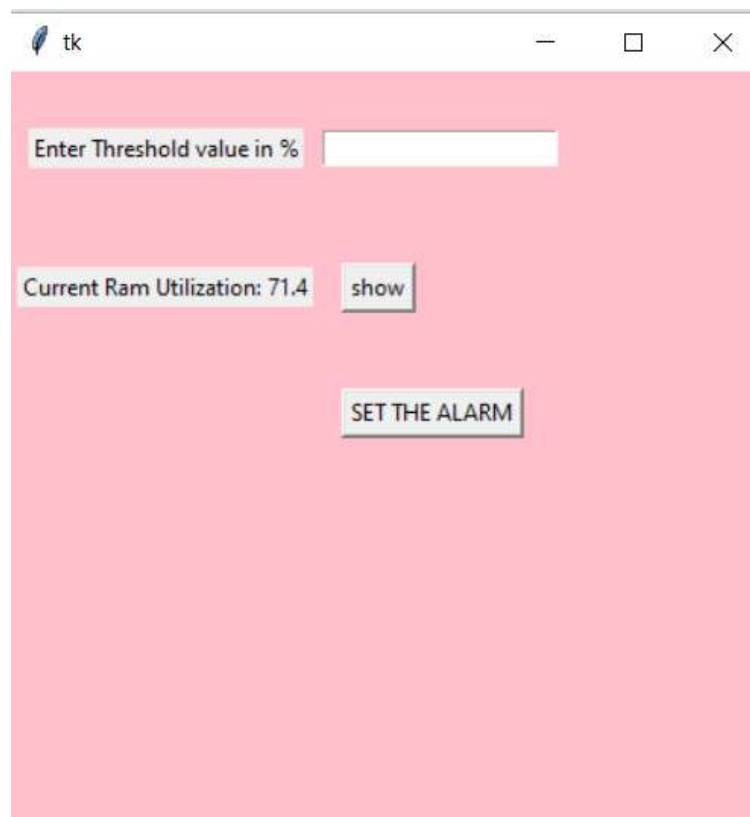 tk
Enter Threshold value in %
Current Ram Utilization: 71.4 show
SET THE ALARM